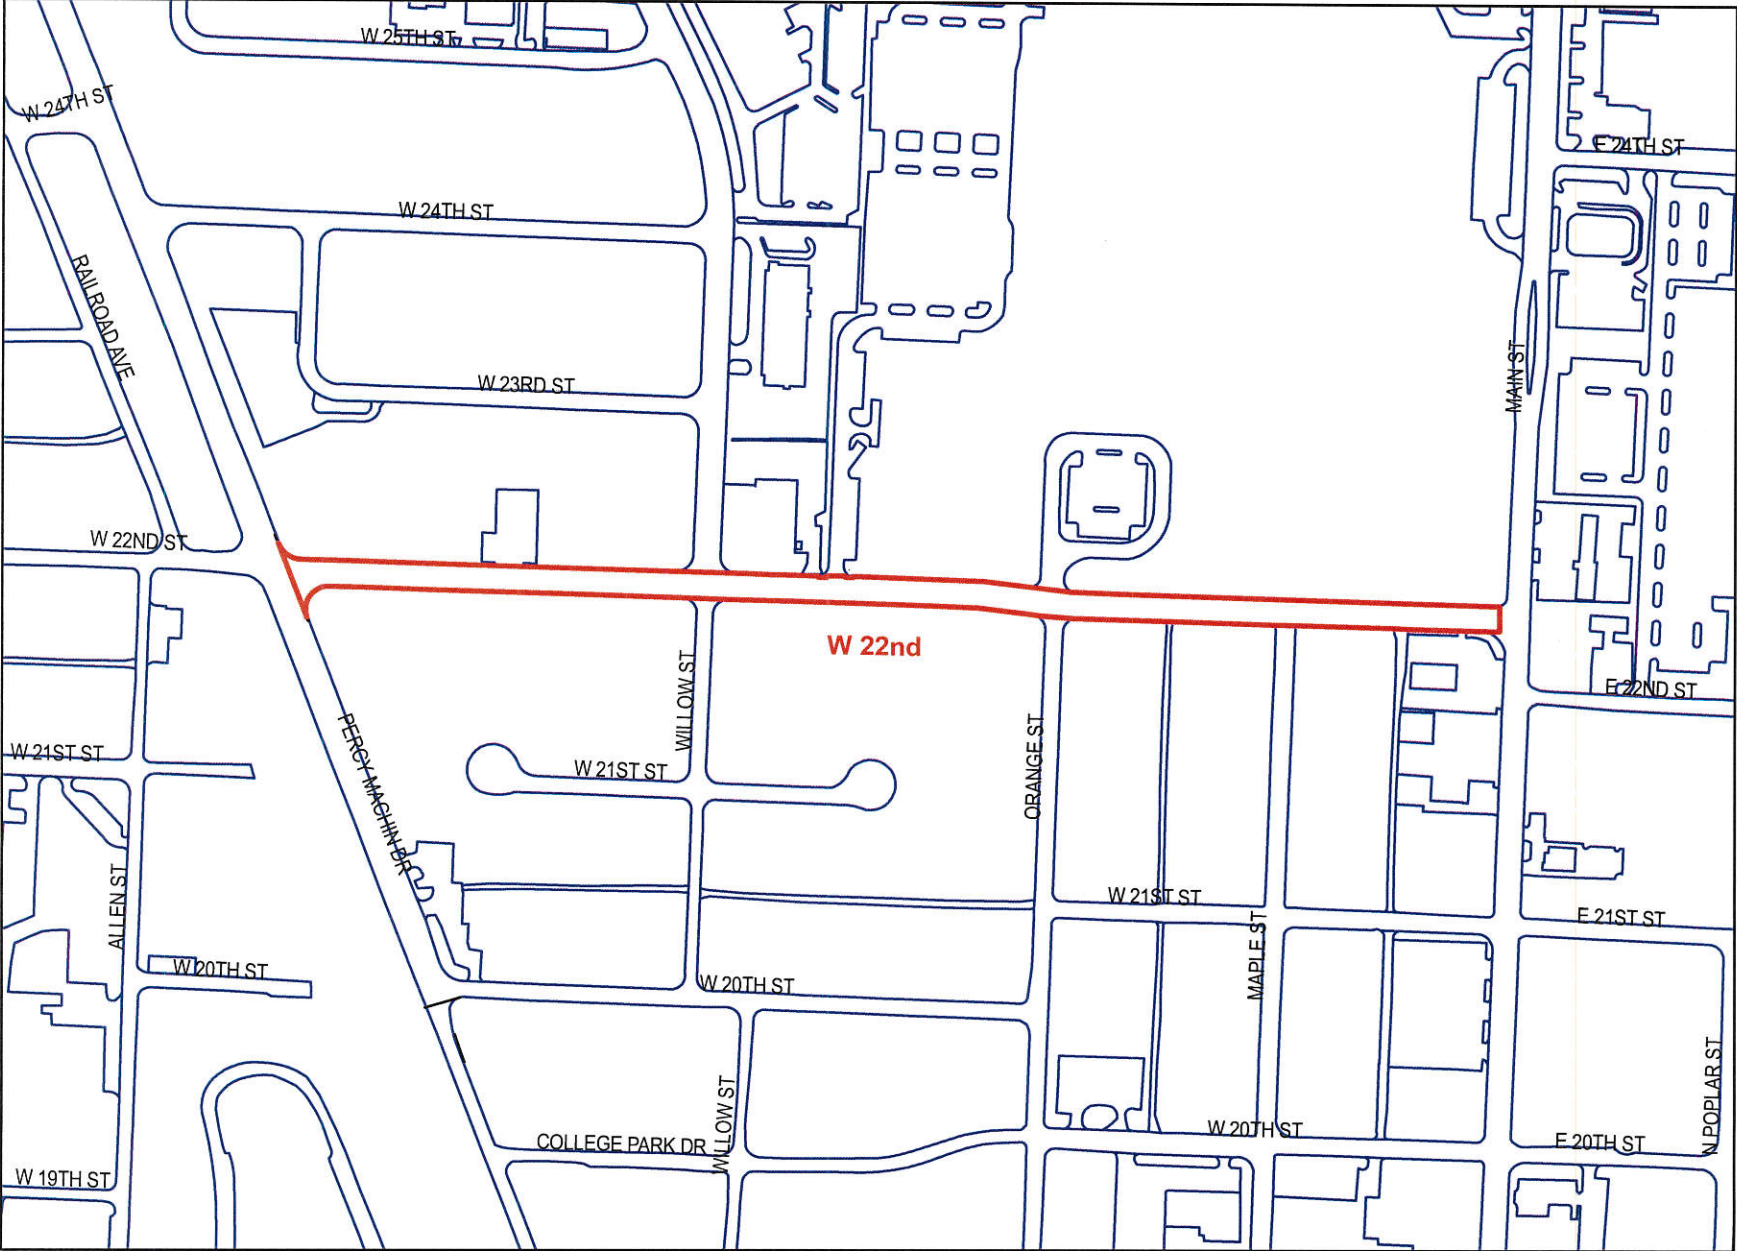 W 25TH ST
W 24TH ST
E 24TH ST
W 24TH ST
RAILROAD AVE
MAIN ST
W 23RD ST
W 22ND ST
W 22nd
WILLOW ST
E 22ND ST
PERCY MACHIN DR
ORANGE ST
W 21ST ST
W 21ST ST
ALLEN ST
W 21ST ST
MAPLE ST
E 21ST ST
W 20TH ST
W 20TH ST
WILLOW ST
N POPLAR ST
W 20TH ST
COLLEGE PARK DR
E 20TH ST
W 19TH ST